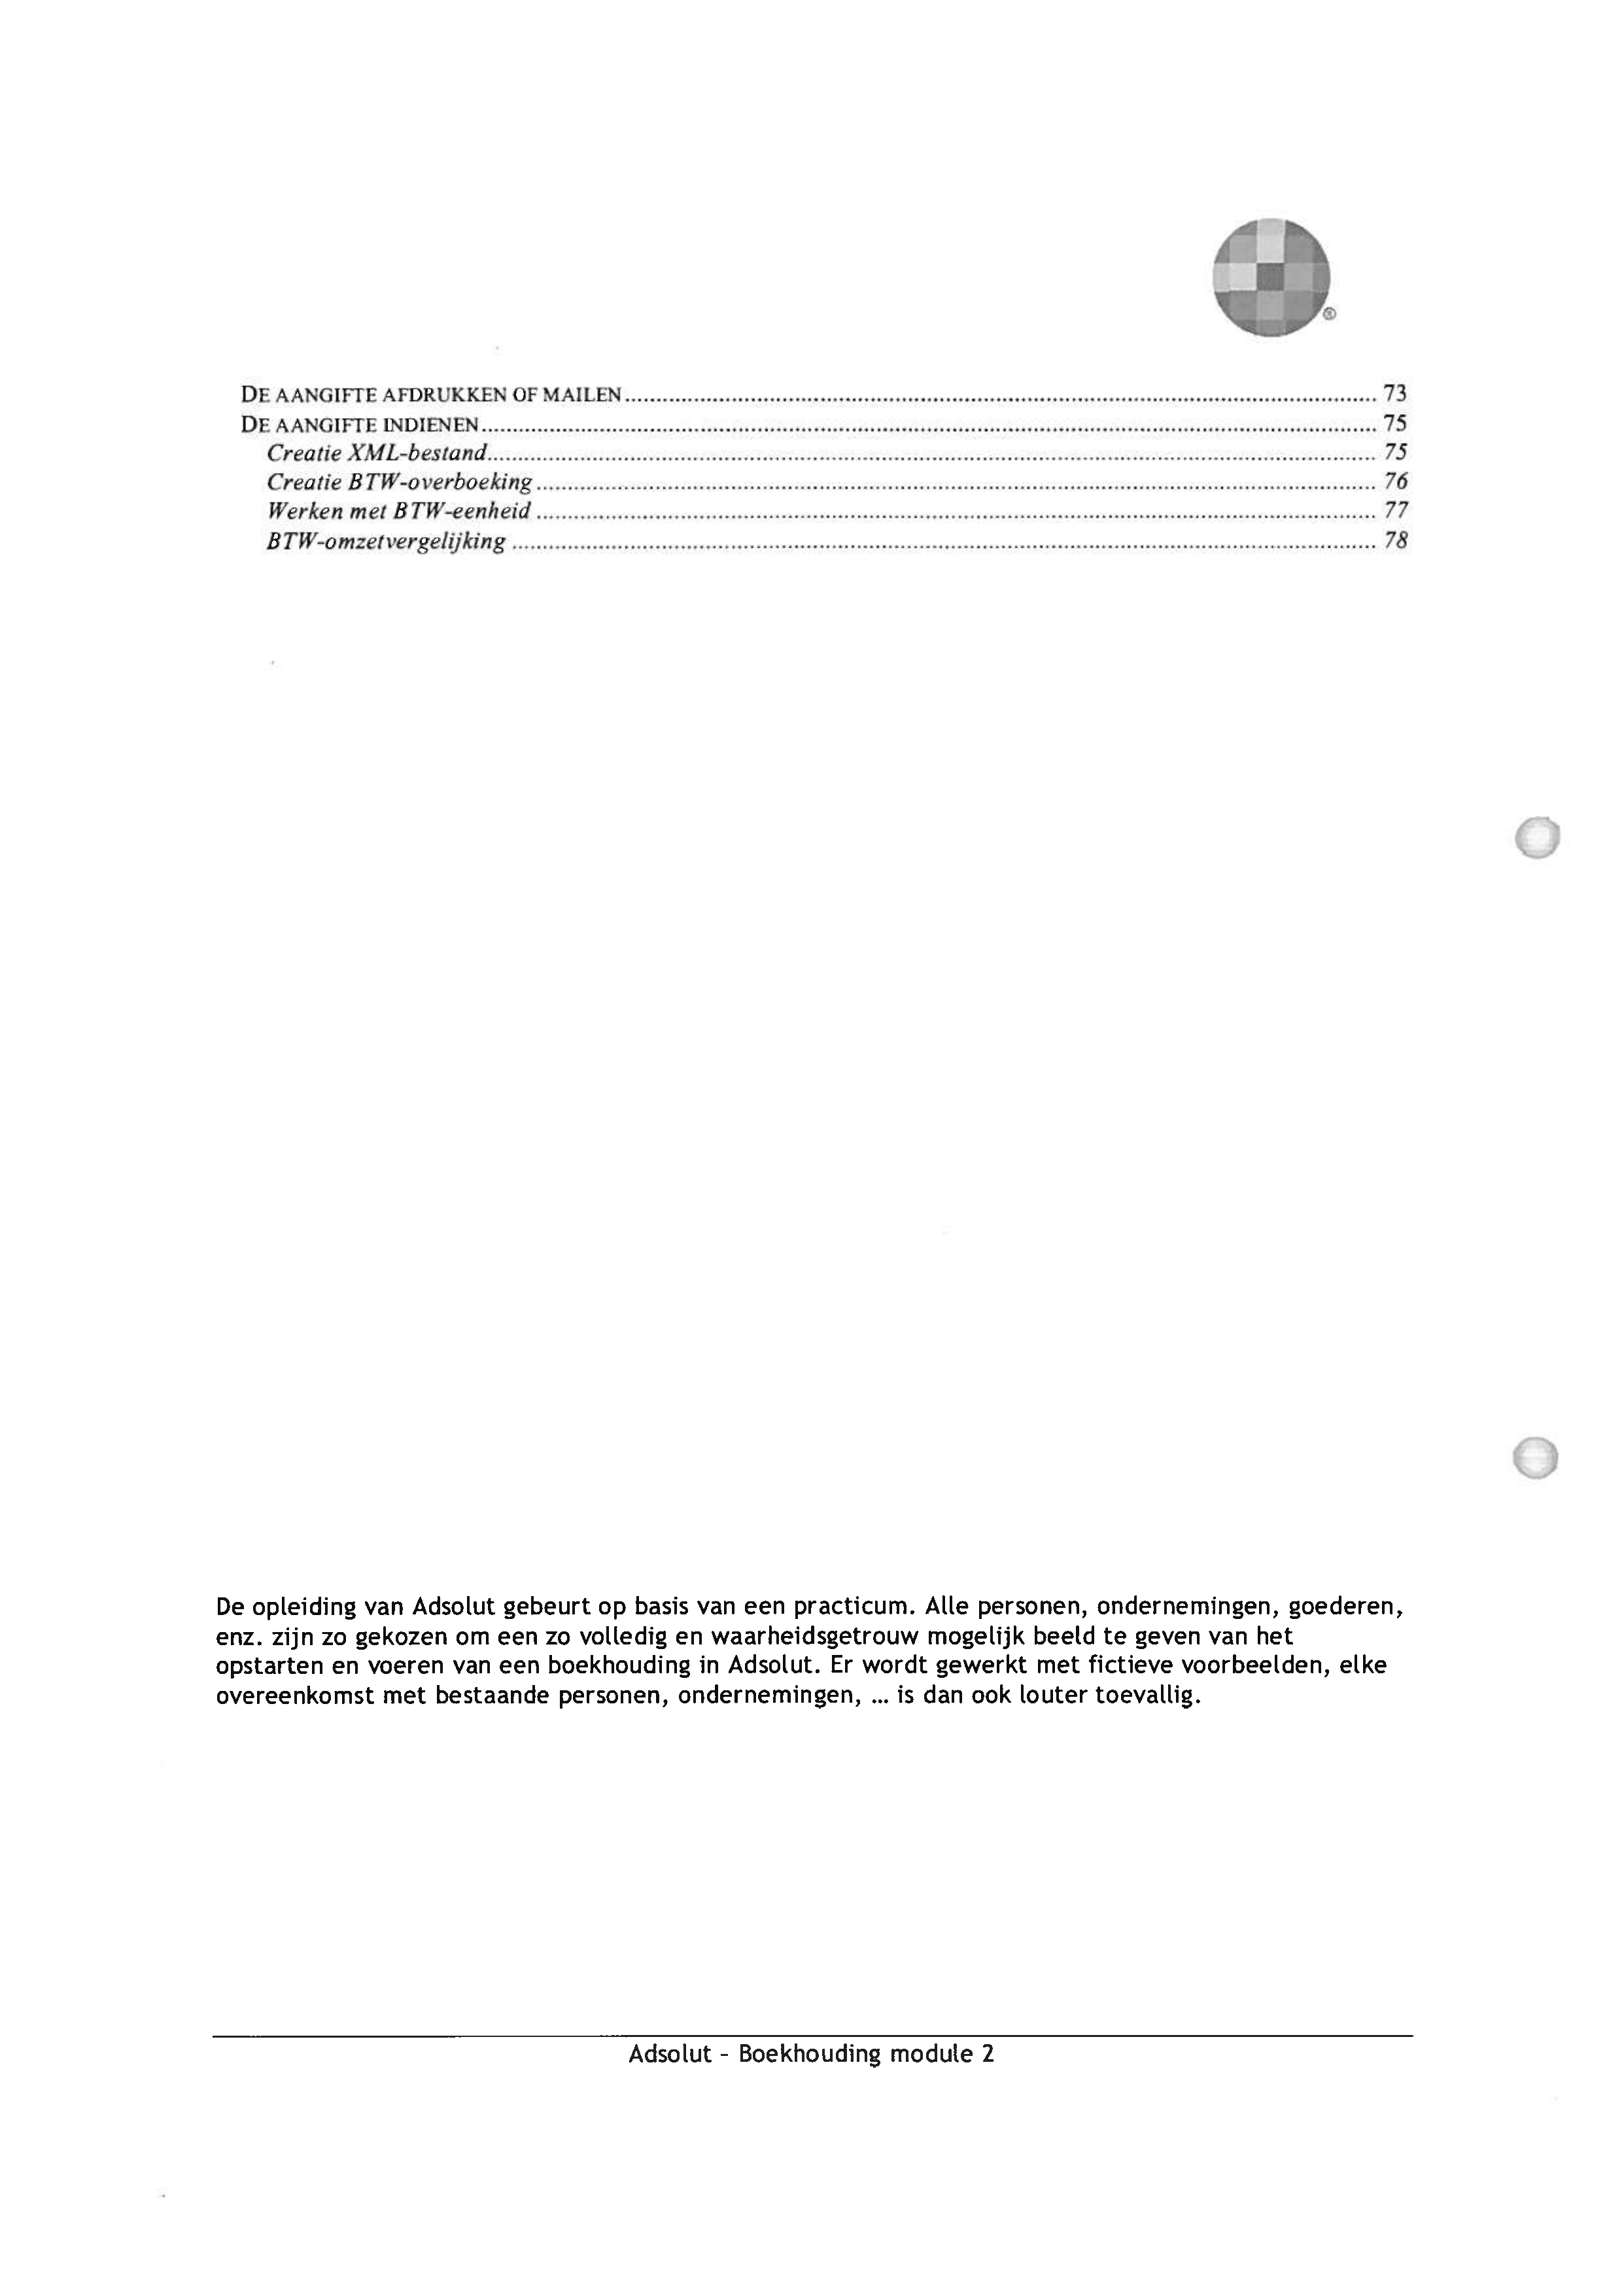 DE AANGIFTE AFDRUKKEN OF MAILEN ........ 73
DE AANGIFTE INDIENEN ........ 75
Creatie XML-bestand ........ 75
Creatie BTW-overboeking ........ 76
Werken met BTW-eenheid ........ 77
BTW-omzetvergelijking ........ 78
De opleiding van Adsolut gebeurt op basis van een practicum. Alle personen, ondernemingen, goederen,
enz. zijn zo gekozen om een zo volledig en waarheidsgetrouw mogelijk beeld te geven van het
opstarten en voeren van een boekhouding in Adsolut. Er wordt gewerkt met fictieve voorbeelden, elke
overeenkomst met bestaande personen, ondernemingen, ... is dan ook louter toevallig.
Adsolut - Boekhouding module 2